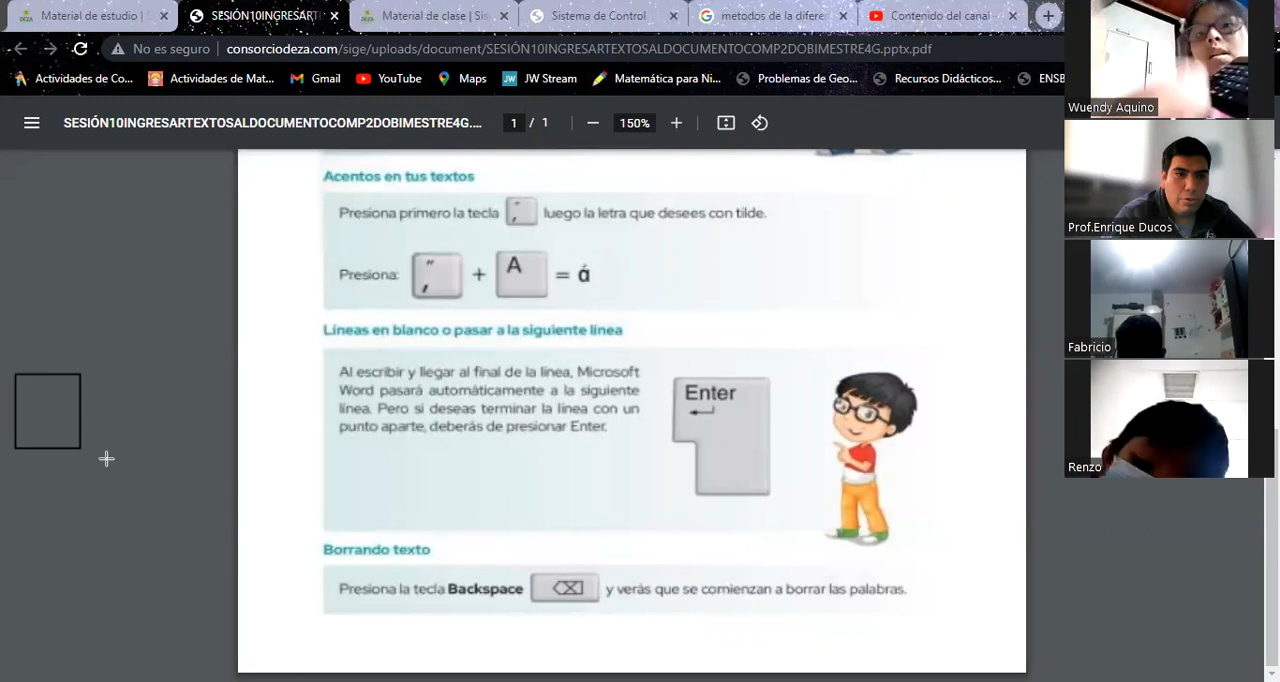 Material de estudio |
SESIÓN10INGRESART
Material de clase | Sis
Sistema de Control
metodos de la difere
Contenido del canal -
No es seguro
consorciodeza.com/sige/uploads/document/SESIÓN10INGRESARTEXTOSALDOCUMENTOCOMP2DOBIMESTRE4G.pptx.pdf
Actividades de Co...
Actividades de Mat...
Gmail
YouTube
Maps
JW Stream
Matemática para Ni...
Problemas de Geo...
Recursos Didácticos...
ENSB
SESIÓN10INGRESARTEXTOSALDOCUMENTOCOMP2DOBIMESTRE4G....
1 / 1
150%
Acentos en tus textos
Presiona primero la tecla luego la letra que desees con tilde.
Presiona: + A = á
Líneas en blanco o pasar a la siguiente línea
Al escribir y llegar al final de la línea, Microsoft
Word pasará automáticamente a la siguiente
línea. Pero si deseas terminar la línea con un
punto aparte, deberás de presionar Enter.
Enter
Borrando texto
Presiona la tecla Backspace y verás que se comienzan a borrar las palabras.
Wuendy Aquino
Prof.Enrique Ducos
Fabricio
Renzo